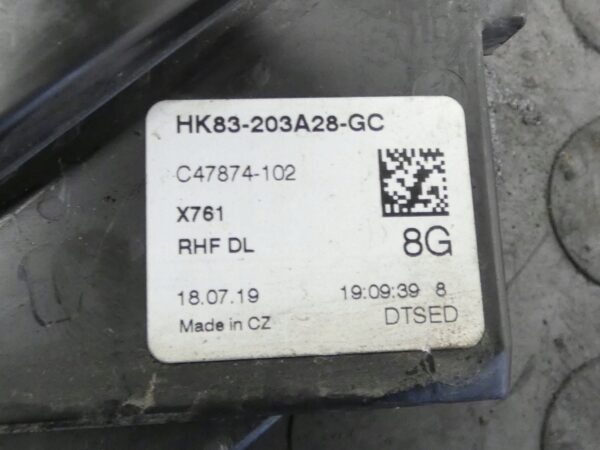 HK83-203A28-GC
C47874-102
X761
RHF DL 8G
18.07.19 19:09:39 8
Made in CZ DTSED